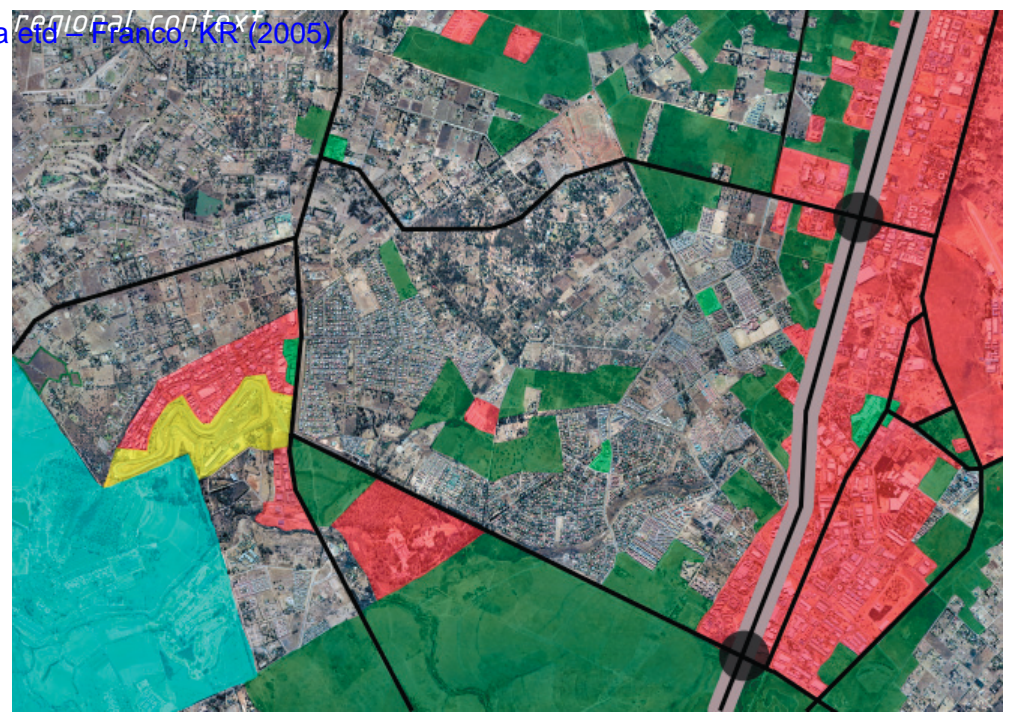 regional context
a etd – Franco, KR (2005)